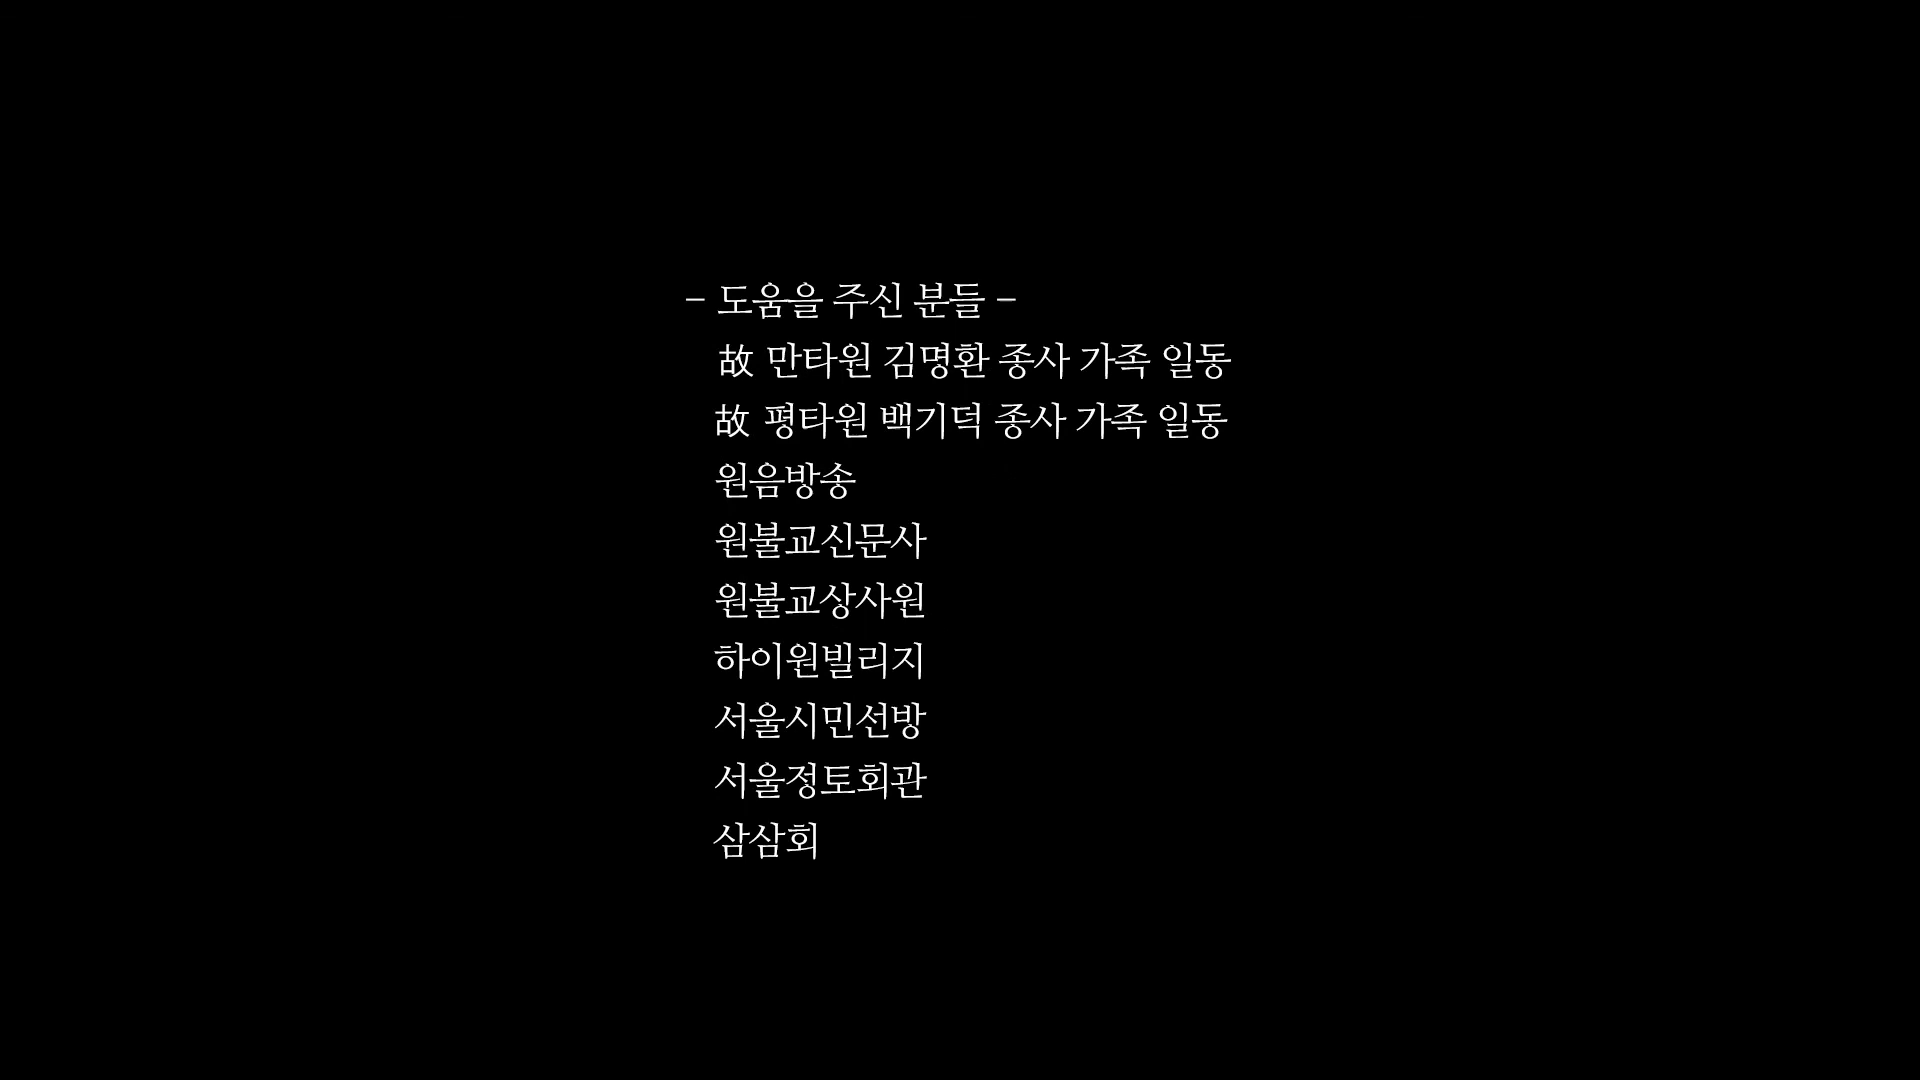 – 도움을 주신 분들 –
故 만타원 김명환 종사 가족 일동
故 평타원 백기덕 종사 가족 일동
원음방송
원불교신문사
원불교상사원
하이원빌리지
서울시민선방
서울정토회관
삼삼회